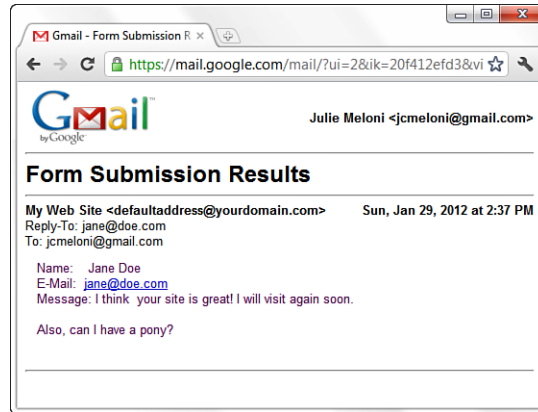 Gmail - Form Submission R
https://mail.google.com/mail/?ui=2&ik=20f412efd3&vi
Gmail™
by Google
Julie Meloni <jcmeloni@gmail.com>
Form Submission Results
My Web Site <defaultaddress@yourdomain.com> Sun, Jan 29, 2012 at 2:37 PM
Reply-To: jane@doe.com
To: jcmeloni@gmail.com
Name: Jane Doe
E-Mail: jane@doe.com
Message: I think your site is great! I will visit again soon.
Also, can I have a pony?